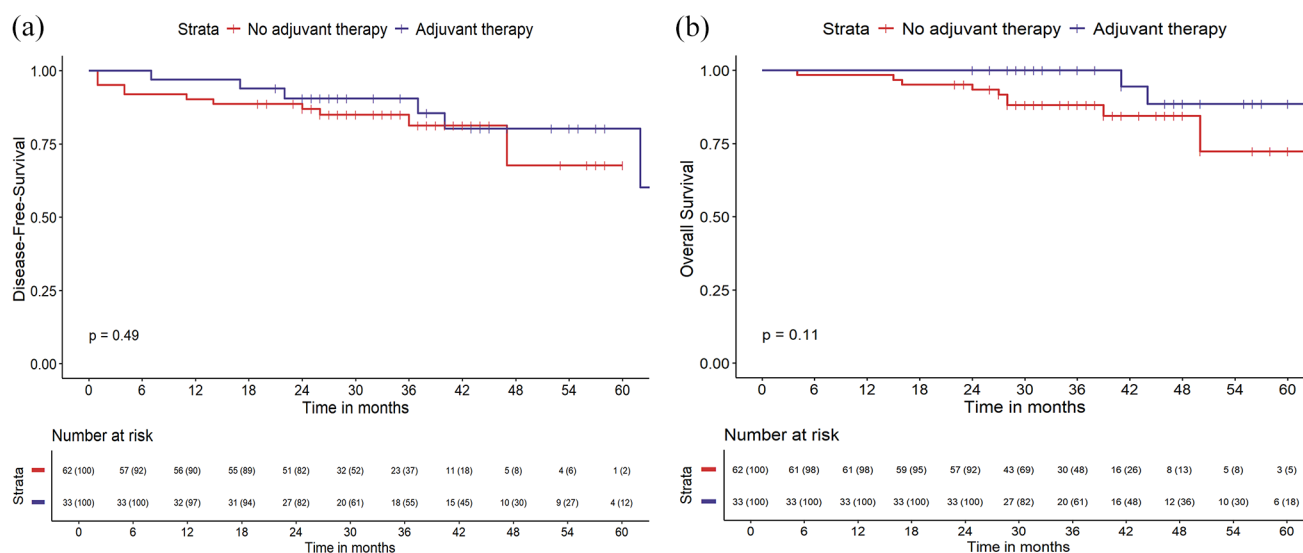 (a)
Strata No adjuvant therapy Adjuvant therapy
1.00
0.75
0.50
0.25
0.00
Disease-Free-Survival
p = 0.49
0 6 12 18 24 30 36 42 48 54 60
Time in months
Number at risk
Strata
62 (100) 57 (92) 56 (90) 55 (89) 51 (82) 32 (52) 23 (37) 11 (18) 5 (8) 4 (6) 1 (2)
33 (100) 33 (100) 32 (97) 31 (94) 27 (82) 20 (61) 18 (55) 15 (45) 10 (30) 9 (27) 4 (12)
0 6 12 18 24 30 36 42 48 54 60
Time in months
(b)
Strata No adjuvant therapy Adjuvant therapy
1.00
0.75
0.50
0.25
0.00
Overall Survival
p = 0.11
0 6 12 18 24 30 36 42 48 54 60
Time in months
Number at risk
Strata
62 (100) 61 (98) 61 (98) 59 (95) 57 (92) 43 (69) 30 (48) 16 (26) 8 (13) 5 (8) 3 (5)
33 (100) 33 (100) 33 (100) 33 (100) 33 (100) 27 (82) 20 (61) 16 (48) 12 (36) 10 (30) 6 (18)
0 6 12 18 24 30 36 42 48 54 60
Time in months